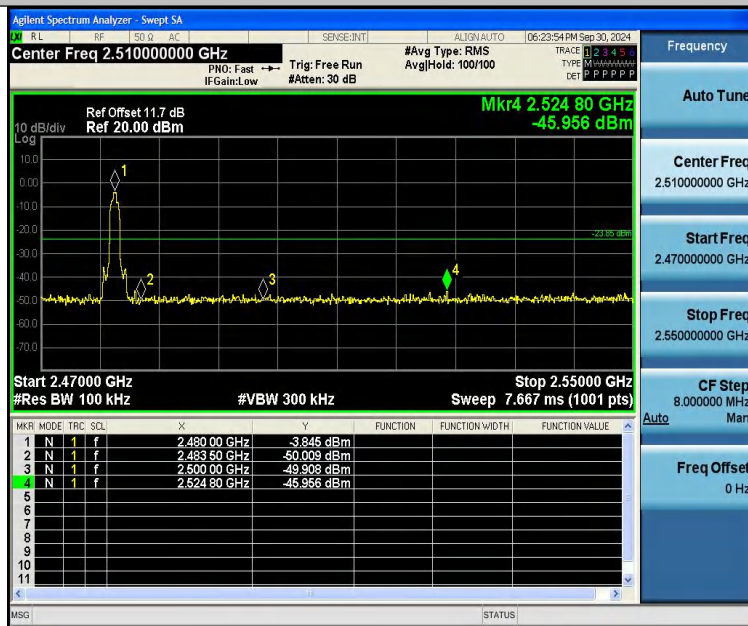 Agilent Spectrum Analyzer - Swept SA
LXI RL RF 50 Ω AC SENSE:INT ALIGNAUTO 06:23:54 PM Sep 30, 2024
Center Freq 2.510000000 GHz #Avg Type: RMS TRACE 1 2 3 4 5 6
PNO: Fast Trig: Free Run Avg|Hold: 100/100 TYPE M
IFGain:Low #Atten: 30 dB DET P P P P P P
Mkr4 2.524 80 GHz
-45.956 dBm
Ref Offset 11.7 dB
10 dB/div Ref 20.00 dBm
Log
10.0
0.00
-10.0
-20.0
-30.0
-40.0
-50.0
-60.0
-70.0
1
2
3
4
-23.85 dBm
Start 2.47000 GHz Stop 2.55000 GHz
#Res BW 100 kHz #VBW 300 kHz Sweep 7.667 ms (1001 pts)
MKR MODE TRC SCL X Y FUNCTION FUNCTION WIDTH FUNCTION VALUE
1 N 1 f 2.480 00 GHz -3.845 dBm
2 N 1 f 2.483 50 GHz -50.009 dBm
3 N 1 f 2.500 00 GHz -49.908 dBm
4 N 1 f 2.524 80 GHz -45.956 dBm
5
6
7
8
9
10
11
MSG STATUS
Frequency
Auto Tune
Center Freq
2.510000000 GHz
Start Freq
2.470000000 GHz
Stop Freq
2.550000000 GHz
CF Step
8.000000 MHz
Auto Man
Freq Offset
0 Hz